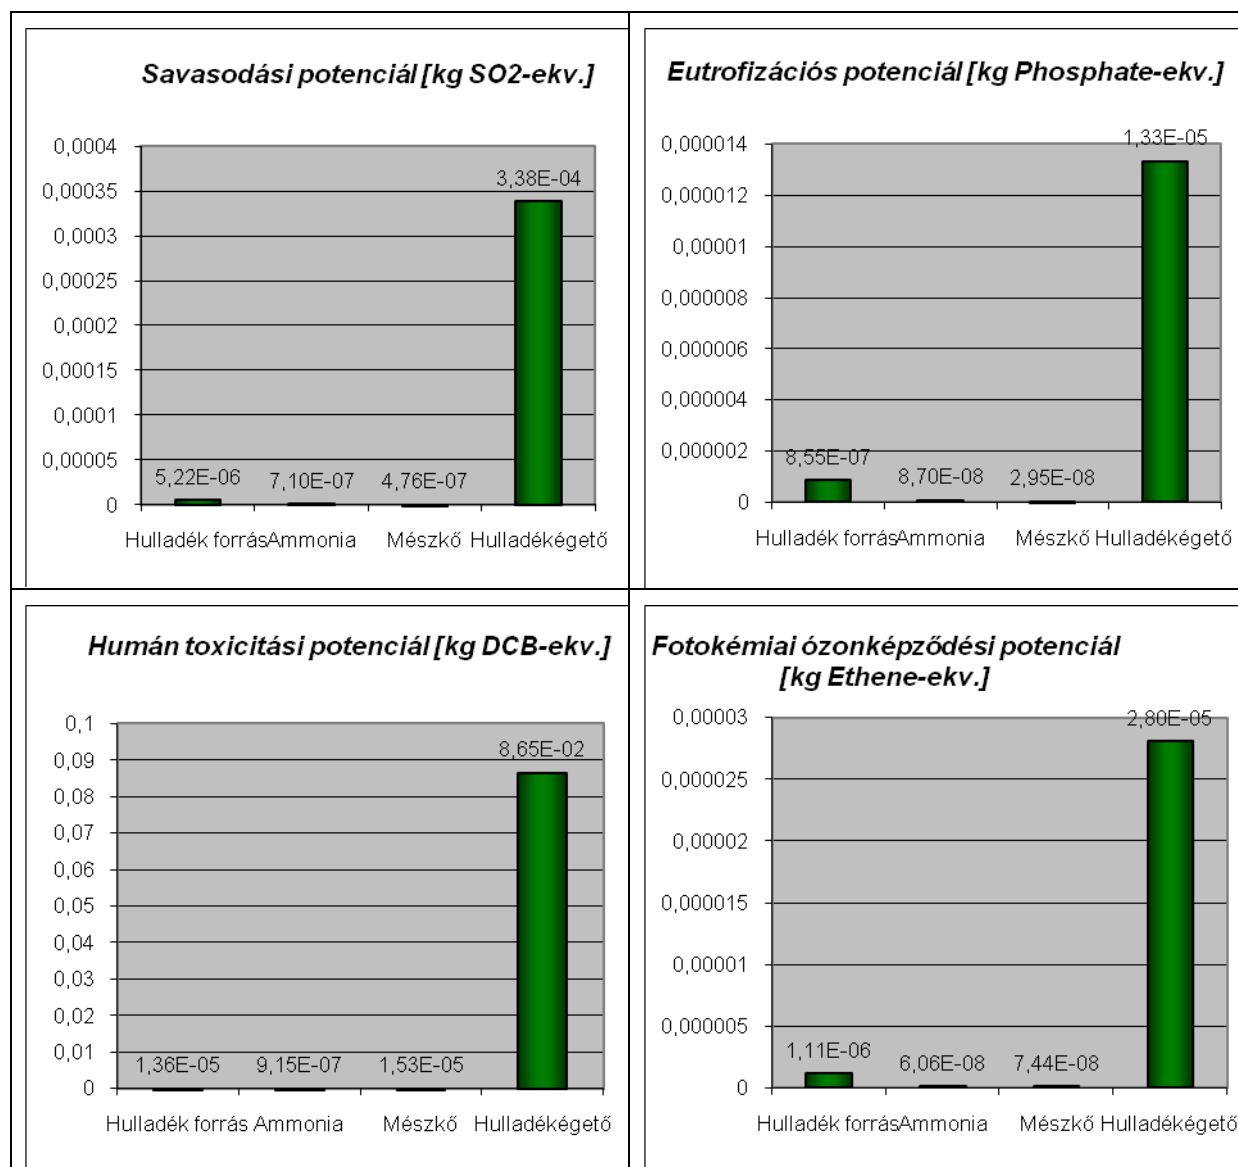 Savasodási potenciál [kg SO2-ekv.]
0,0004
0,00035
0,0003
0,00025
0,0002
0,00015
0,0001
0,00005
0
5,22E-06
7,10E-07
4,76E-07
3,38E-04
Hulladék forrás Ammonia Mészkő Hulladékégető
Eutrofizációs potenciál [kg Phosphate-ekv.]
0,000014
0,000012
0,00001
0,000008
0,000006
0,000004
0,000002
0
8,55E-07
8,70E-08
2,95E-08
1,33E-05
Hulladék forrás Ammonia Mészkő Hulladékégető
Humán toxicitási potenciál [kg DCB-ekv.]
0,1
0,09
0,08
0,07
0,06
0,05
0,04
0,03
0,02
0,01
0
1,36E-05
9,15E-07
1,53E-05
8,65E-02
Hulladék forrás Ammonia Mészkő Hulladékégető
Fotokémiai ózonképződési potenciál
[kg Ethene-ekv.]
0,00003
0,000025
0,00002
0,000015
0,00001
0,000005
0
1,11E-06
6,06E-08
7,44E-08
2,80E-05
Hulladék forrás Ammonia Mészkő Hulladékégető